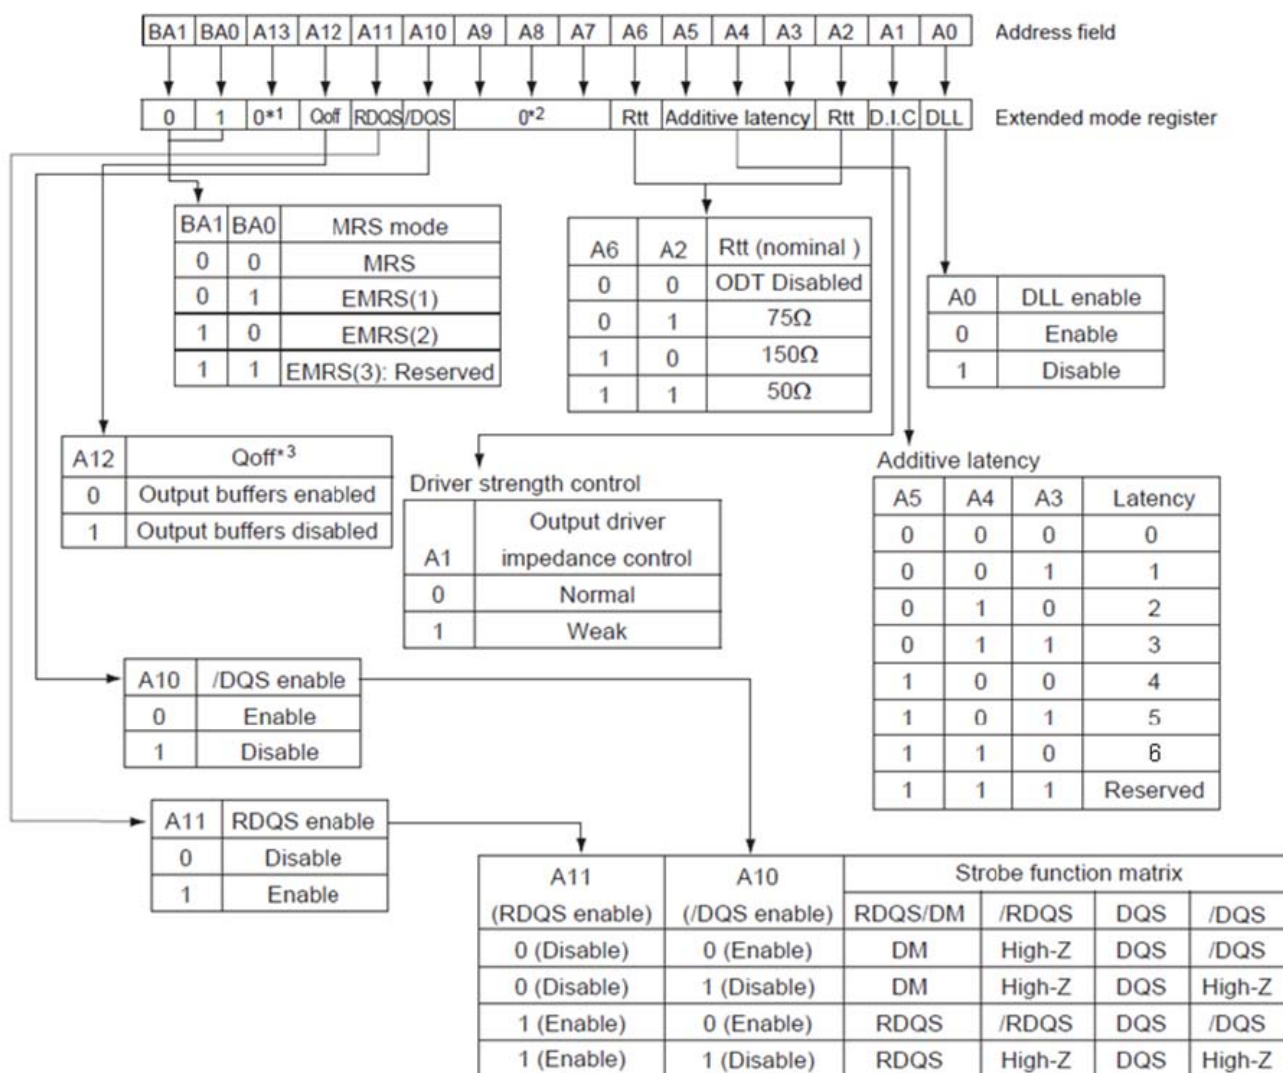 BA1 BA0 A13 A12 A11 A10 A9 A8 A7 A6 A5 A4 A3 A2 A1 A0 Address field
0 1 0*1 Qoff RDQS /DQS 0*2 Rtt Additive latency Rtt D.I.C DLL Extended mode register
BA1 BA0 MRS mode
0 0 MRS
0 1 EMRS(1)
1 0 EMRS(2)
1 1 EMRS(3): Reserved
A6 A2 Rtt (nominal )
0 0 ODT Disabled
0 1 75Ω
1 0 150Ω
1 1 50Ω
A0 DLL enable
0 Enable
1 Disable
A12 Qoff*3
0 Output buffers enabled
1 Output buffers disabled
Driver strength control
A1 Output driver
impedance control
0 Normal
1 Weak
Additive latency
A5 A4 A3 Latency
0 0 0 0
0 0 1 1
0 1 0 2
0 1 1 3
1 0 0 4
1 0 1 5
1 1 0 6
1 1 1 Reserved
A10 /DQS enable
0 Enable
1 Disable
A11 RDQS enable
0 Disable
1 Enable
A11 A10 Strobe function matrix
(RDQS enable) (/DQS enable) RDQS/DM /RDQS DQS /DQS
0 (Disable) 0 (Enable) DM High-Z DQS /DQS
0 (Disable) 1 (Disable) DM High-Z DQS High-Z
1 (Enable) 0 (Enable) RDQS /RDQS DQS /DQS
1 (Enable) 1 (Disable) RDQS High-Z DQS High-Z